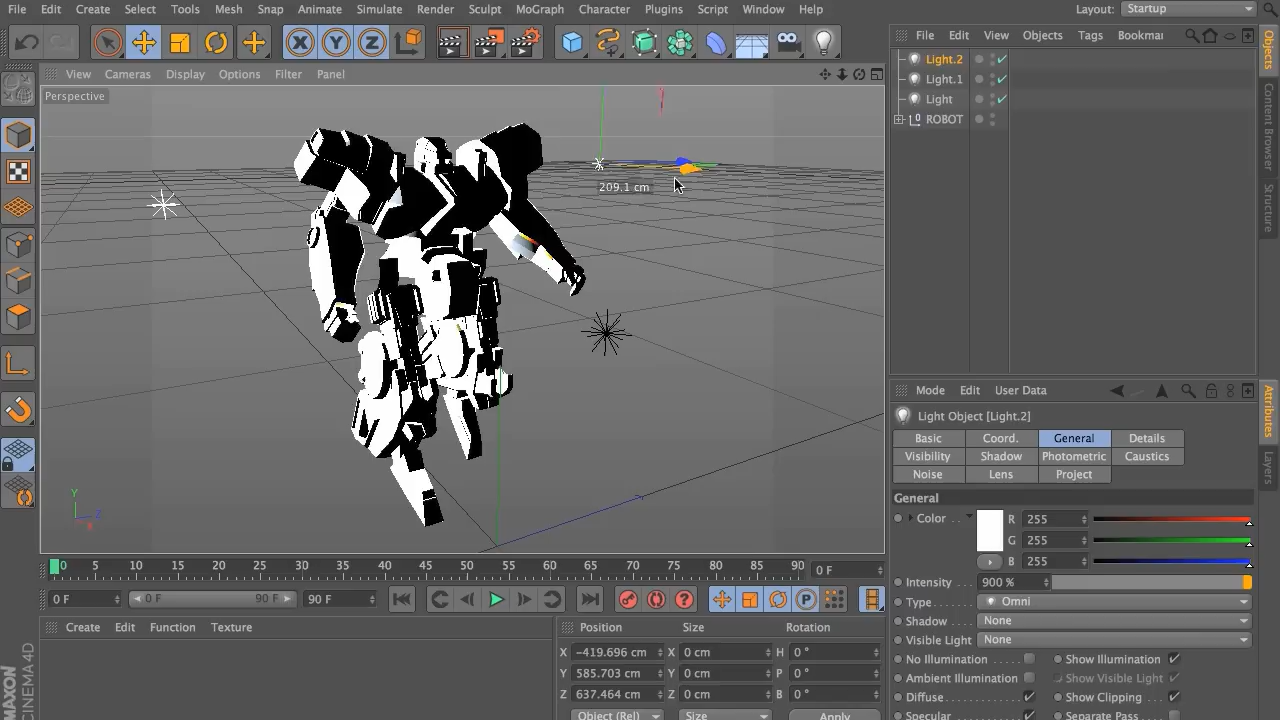 File Edit Create Select Tools Mesh Snap Animate Simulate Render Sculpt MoGraph Character Plugins Script Window Help Layout: Startup
X Y Z
File Edit View Objects Tags Bookmar
View Cameras Display Options Filter Panel
Perspective
209.1 cm
Y
Z
X
Light.2
Light.1
Light
ROBOT
Objects
Content Browser
Structure
Mode Edit User Data
Light Object [Light.2]
Basic Coord. General Details
Visibility Shadow Photometric Caustics
Noise Lens Project
General
Color R 255
G 255
B 255
Intensity 900 %
Type Omni
Shadow None
Visible Light None
No Illumination Show Illumination
Ambient Illumination Show Visible Light
Diffuse Show Clipping
Specular Separate Pass
Attributes
Layers
0 5 10 15 20 25 30 35 40 45 50 55 60 65 70 75 80 85 90 0 F
0 F 0 F 90 F 90 F
P
Create Edit Function Texture
Position Size Rotation
X -419.696 cm X 0 cm H 0 °
Y 585.703 cm Y 0 cm P 0 °
Z 637.464 cm Z 0 cm B 0 °
Object (Rel) Size Apply
MAXON
CINEMA 4D